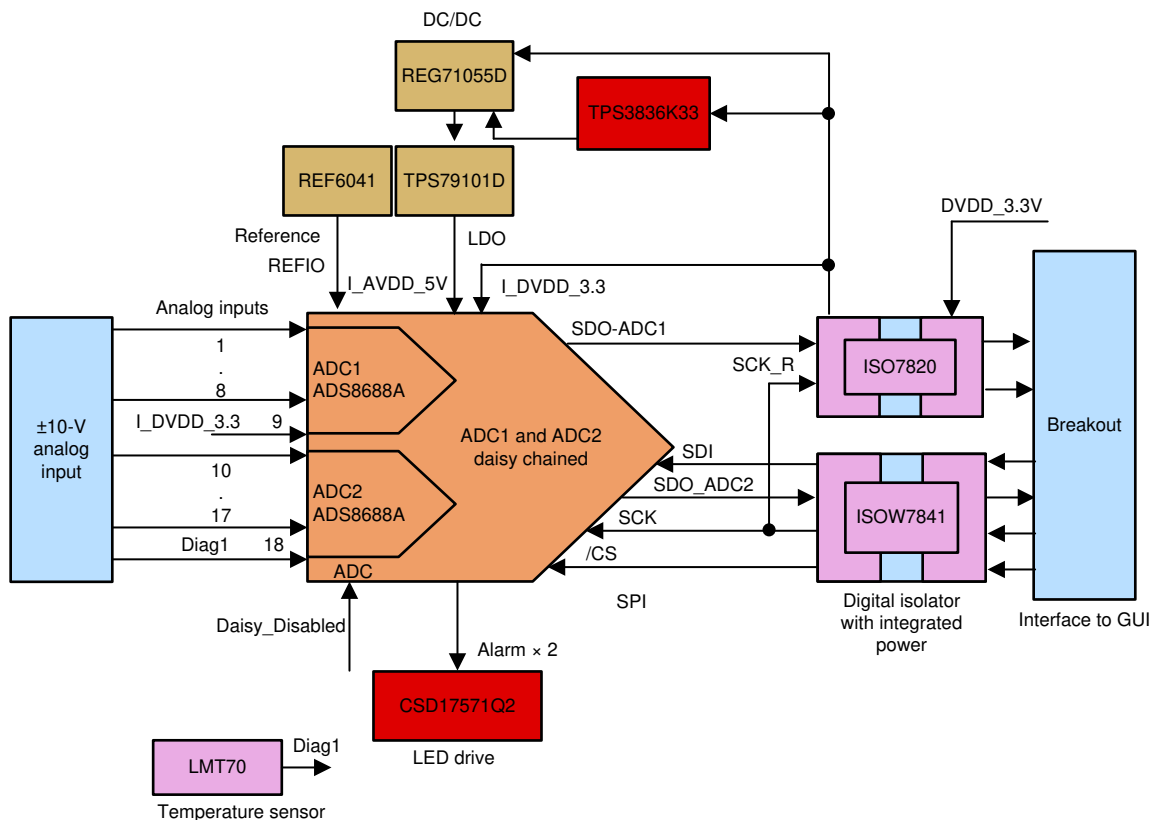 DC/DC
REG71055D
TPS3836K33
REF6041
TPS79101D
DVDD_3.3V
Reference
LDO
REFIO
I_AVDD_5V
I_DVDD_3.3
Analog inputs
SDO-ADC1
1
.
8
ADC1
ADS8688A
SCK_R
ISO7820
I_DVDD_3.3
9
±10-V
analog
input
ADC1 and ADC2
daisy chained
Breakout
SDI
10
.
17
ADC2
ADS8688A
SDO_ADC2
ISOW7841
SCK
Diag1
18
/CS
ADC
SPI
Digital isolator
with integrated
power
Interface to GUI
Daisy_Disabled
Alarm × 2
CSD17571Q2
LED drive
LMT70
Diag1
Temperature sensor